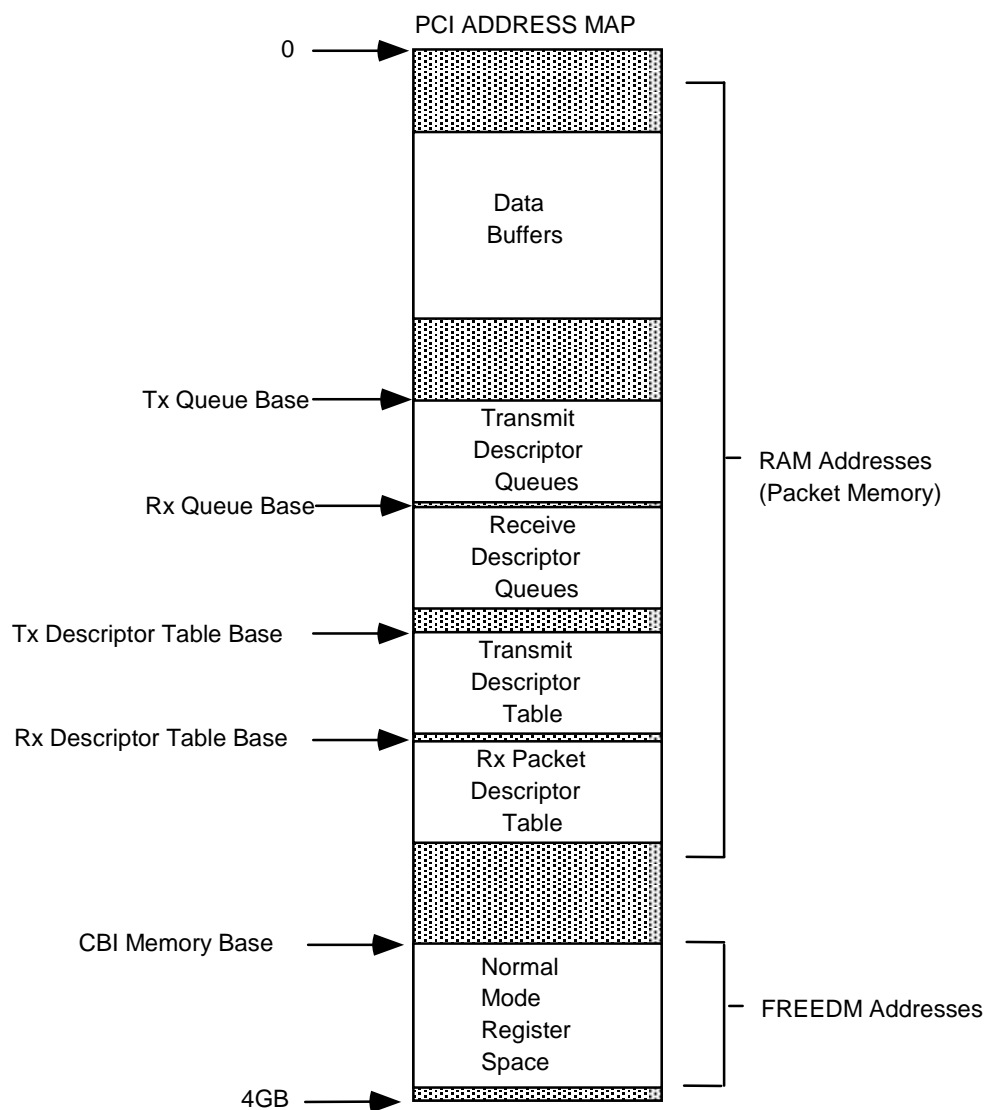 PCI ADDRESS MAP
0
Data
Buffers
Tx Queue Base
Transmit
Descriptor
Queues
RAM Addresses
(Packet Memory)
Rx Queue Base
Receive
Descriptor
Queues
Tx Descriptor Table Base
Transmit
Descriptor
Table
Rx Descriptor Table Base
Rx Packet
Descriptor
Table
CBI Memory Base
Normal
Mode
Register
Space
FREEDM Addresses
4GB